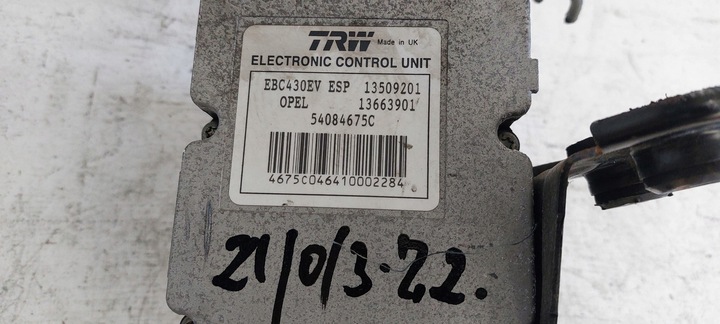 TRW Made in UK
ELECTRONIC CONTROL UNIT
EBC430EV ESP 13509201
OPEL 13663901
54084675C
4675C046410002284
21/0/3.22.